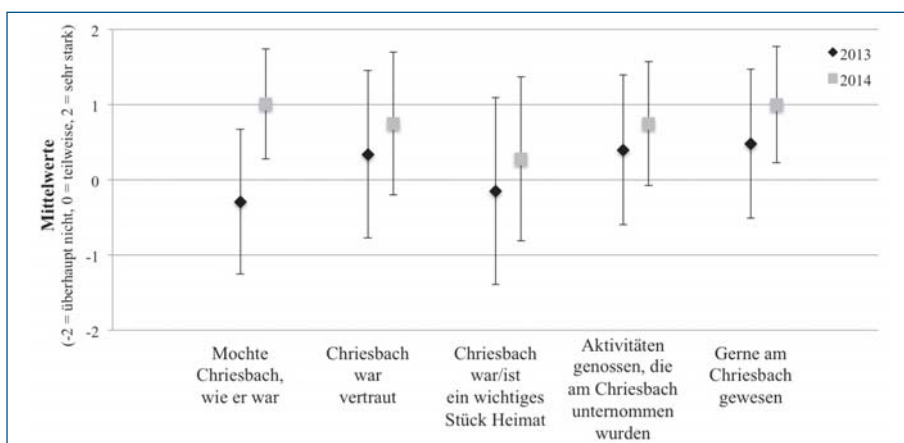 2
1
0
-1
-2
Mittelwerte
(-2 = überhaupt nicht, 0 = teilweise, 2 = sehr stark)
2013
2014
Mochte
Chriesbach,
wie er war
Chriesbach
war
vertraut
Chriesbach
war/ist
ein wichtiges
Stück Heimat
Aktivitäten
genossen, die
am Chriesbach
unternommen
wurden
Gerne am
Chriesbach
gewesen